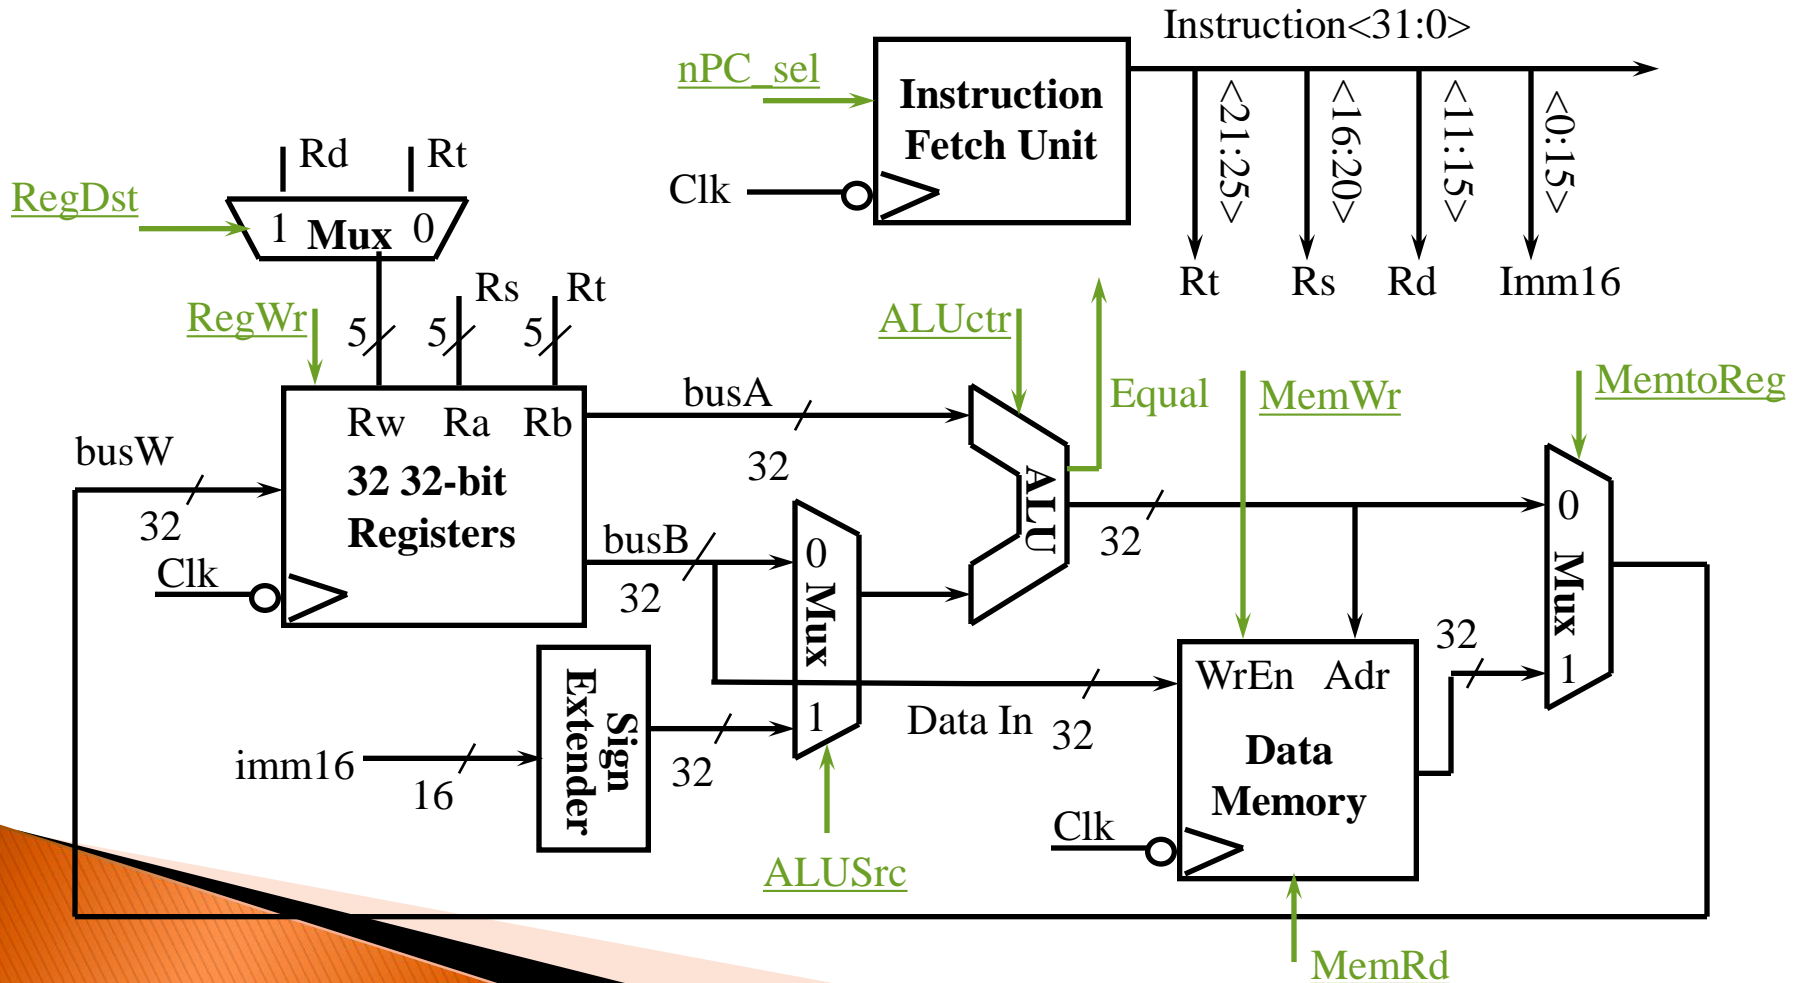 Instruction<31:0>
nPC_sel
Instruction
Fetch Unit
Clk
<21:25>
<16:20>
<11:15>
<0:15>
Rt
Rs
Rd
Imm16
Rd
Rt
RegDst
1
Mux
0
RegWr
5
5
Rs
5
Rt
ALUctr
Equal
MemWr
MemtoReg
busW
32
Rw
Ra
Rb
32 32-bit
Registers
Clk
busA
32
busB
32
0
Mux
1
ALU
32
0
Mux
1
imm16
16
Sign
Extender
32
ALUSrc
Data In
32
WrEn
Adr
Data
Memory
Clk
32
MemRd